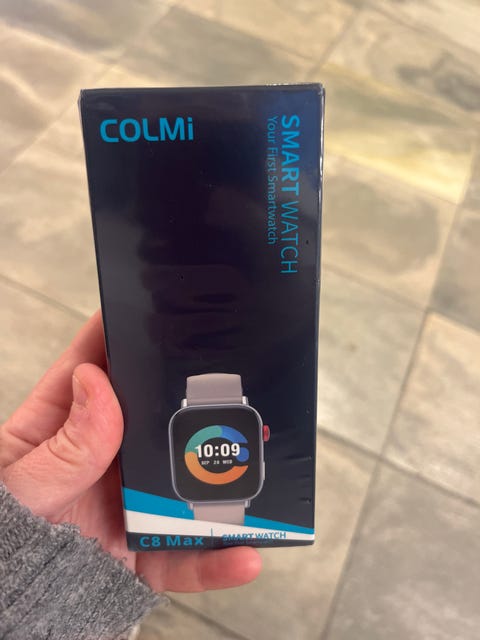 COLMi
SMART WATCH
Your First Smartwatch
10:09
SEP 28 WED
C8 Max
SMART WATCH